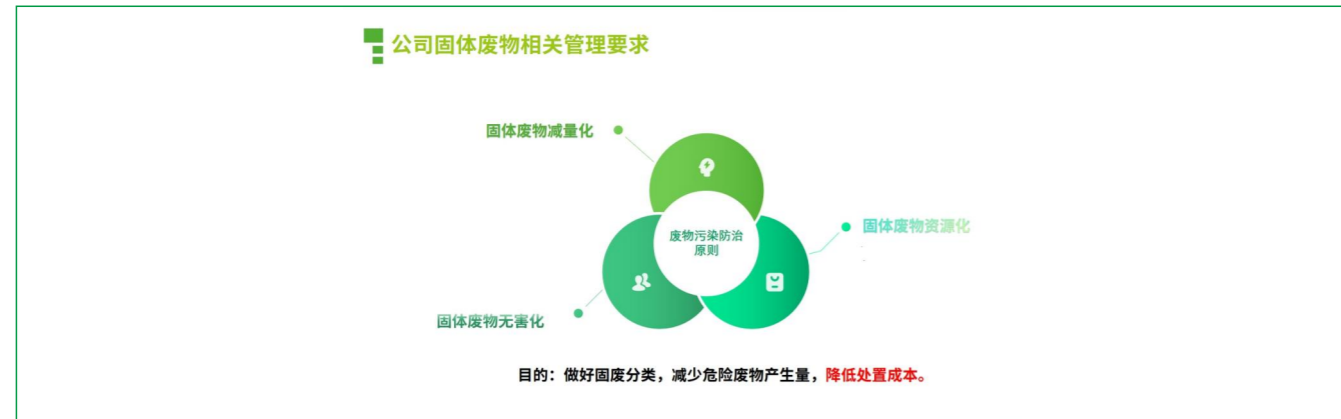 公司固体废物相关管理要求
固体废物减量化
固体废物资源化
废物污染防治
原则
固体废物无害化
目的：做好固废分类，减少危险废物产生量，降低处置成本。